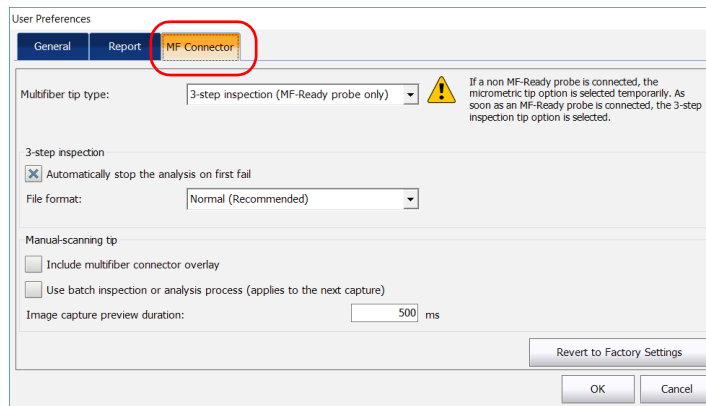 User Preferences
General Report MF Connector
Multifiber tip type: 3-step inspection (MF-Ready probe only)
If a non MF-Ready probe is connected, the
micrometric tip option is selected temporarily. As
soon as an MF-Ready probe is connected, the 3-step
inspection tip option is selected.
3-step inspection
Automatically stop the analysis on first fail
File format: Normal (Recommended)
Manual-scanning tip
Include multifiber connector overlay
Use batch inspection or analysis process (applies to the next capture)
Image capture preview duration: 500 ms
Revert to Factory Settings
OK Cancel